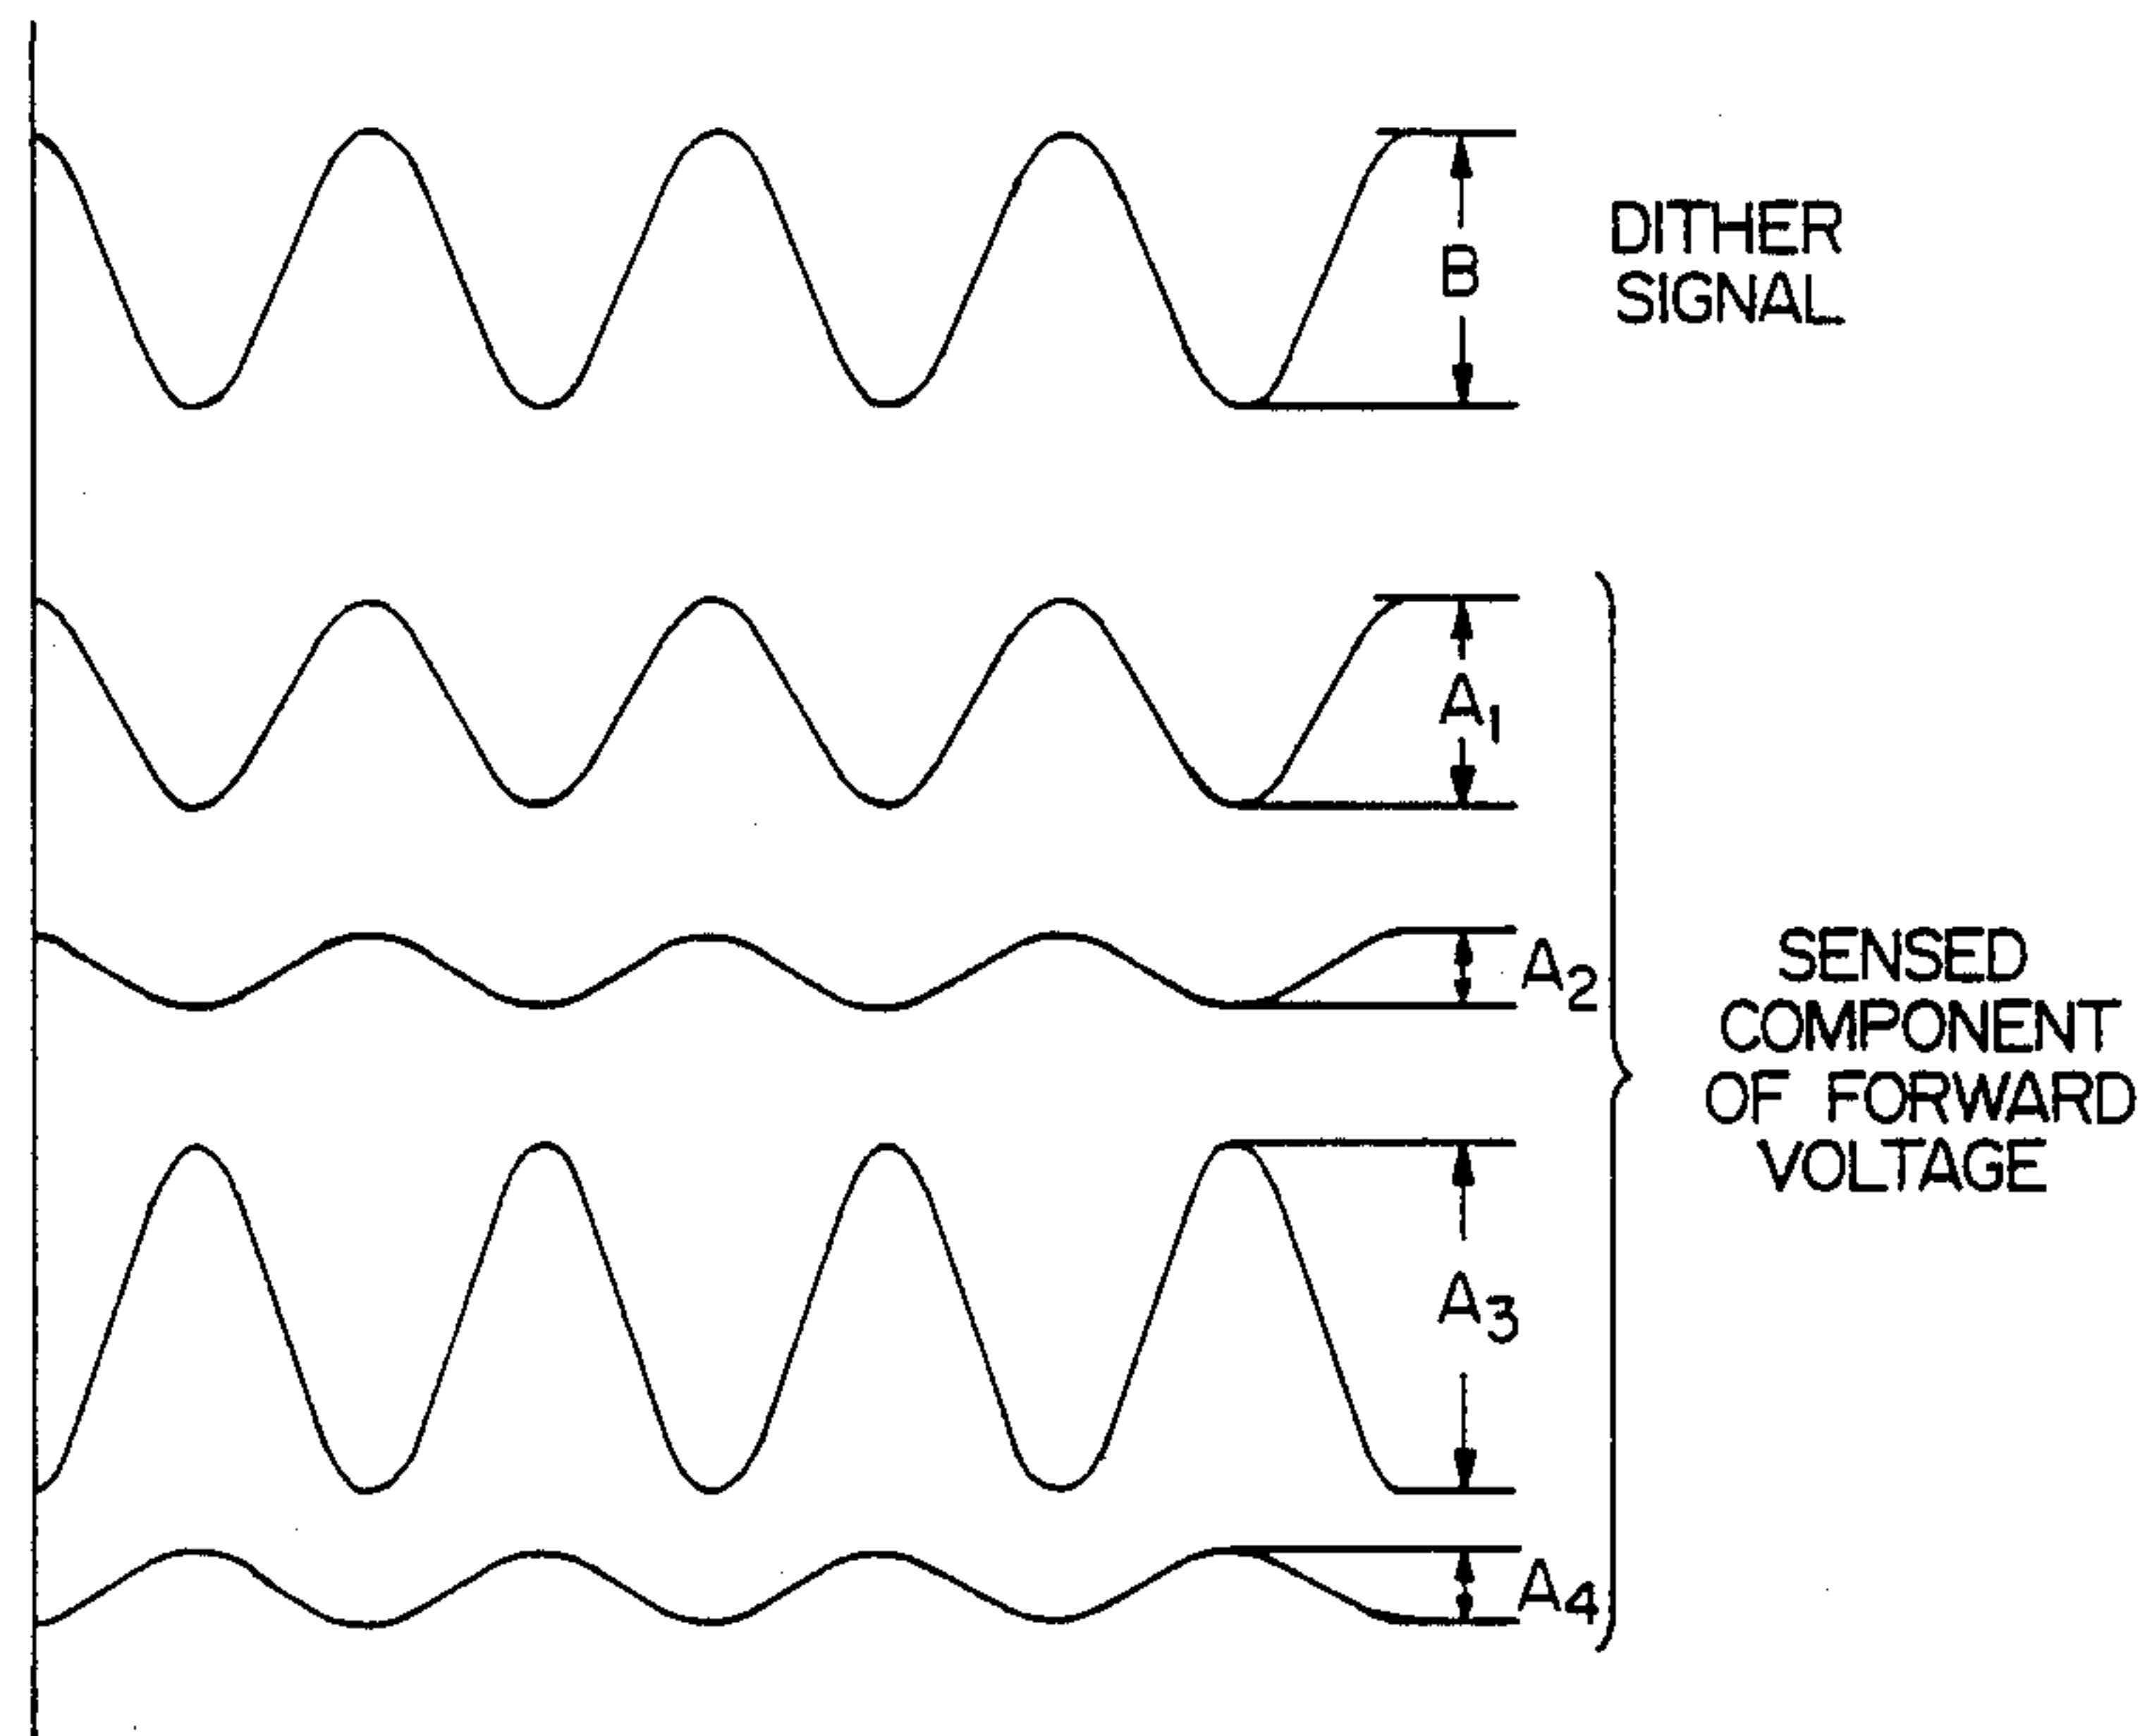 B
DITHER
SIGNAL
A1
A2
SENSED
COMPONENT
OF FORWARD
VOLTAGE
A3
A4